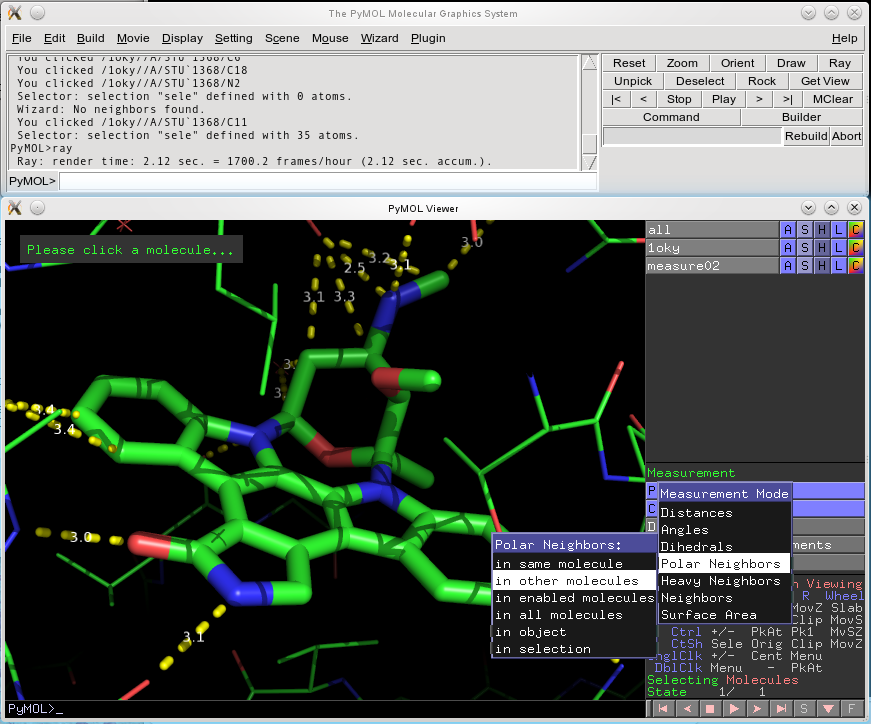 The PyMOL Molecular Graphics System
File Edit Build Movie Display Setting Scene Mouse Wizard Plugin Help
You clicked /1oky//A/STU`1368/C6
You clicked /1oky//A/STU`1368/C18
You clicked /1oky//A/STU`1368/N2
Selector: selection "sele" defined with 0 atoms.
Wizard: No neighbors found.
You clicked /1oky//A/STU`1368/C11
Selector: selection "sele" defined with 35 atoms.
PyMOL>ray
Ray: render time: 2.12 sec. = 1700.2 frames/hour (2.12 sec. accum.).
PyMOL>
Reset Zoom Orient Draw Ray
Unpick Deselect Rock Get View
|< < Stop Play > >| MClear
Command Builder
Rebuild Abort
PyMOL Viewer
Please click a molecule...
3.0
3.2
2.5
3.1
3.1 3.3
3.4
3.4
3.0
3.1
all A S H L C
1oky A S H L C
measure02 A S H L C
Measurement
Measurement Mode
Distances
Angles
Dihedrals
Polar Neighbors
Heavy Neighbors
Neighbors
Surface Area
Polar Neighbors:
in same molecule
in other molecules
in enabled molecules
in all molecules
in object
in selection
P
C
D
ments
Viewing
R Wheel
MovZ Slab
Clip MovS
Ctrl +/- PkAt Pk1 MvSZ
CtSh Sele Orig Clip MovZ
SnglClk +/- Cent Menu
DblClk Menu - PkAt
Selecting Molecules
State 1/ 1
PyMOL>_
S F